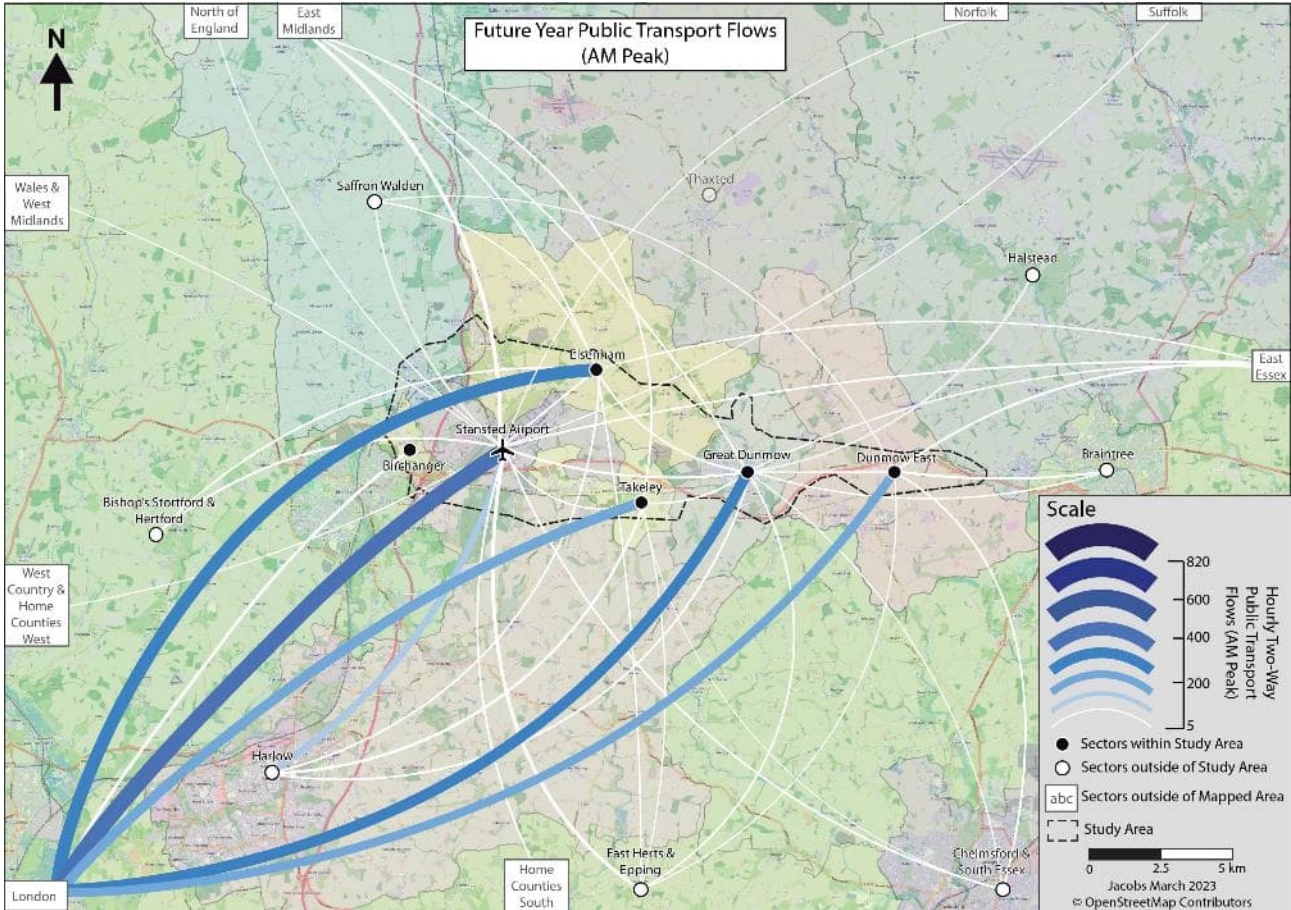 North of
England
East
Midlands
Future Year Public Transport Flows
(AM Peak)
Norfolk
Suffolk
N
Wales &
West
Midlands
Saffron Walden
Thaxted
Halstead
Elsenham
East
Essex
Stansted Airport
Birchanger
Great Dunmow
Dunmow East
Braintree
Takeley
Bishop's Stortford &
Hertford
West
Country &
Home
Counties
West
Harlow
London
Home
Counties
South
East Herts &
Epping
Chelmsford &
South Essex
Scale
820
600
400
200
5
Hourly Two-Way
Public Transport
Flows (AM Peak)
Sectors within Study Area
Sectors outside of Study Area
abc Sectors outside of Mapped Area
Study Area
0 2.5 5 km
Jacobs March 2023
© OpenStreetMap Contributors